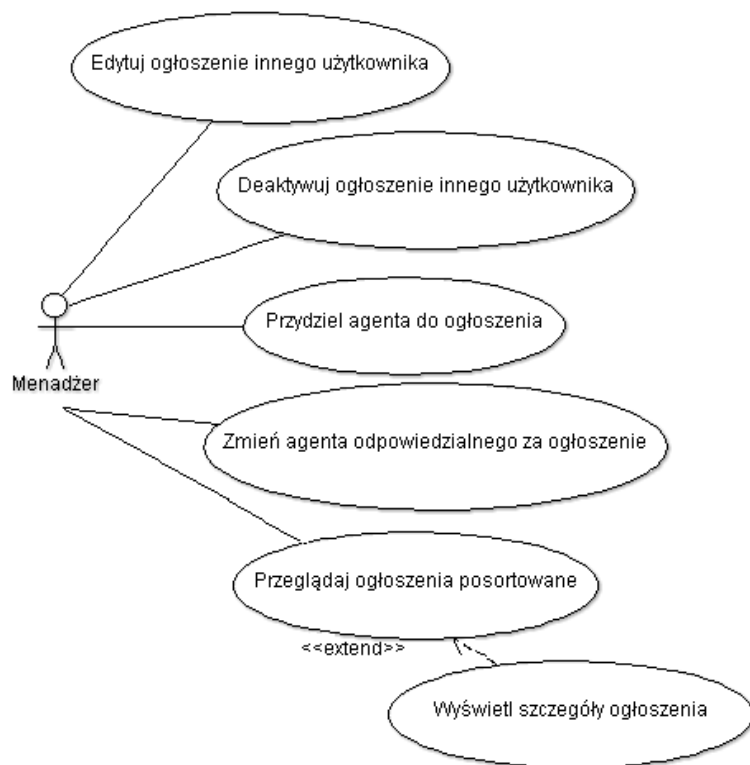 Edytuj ogłoszenie innego użytkownika
Deaktywuj ogłoszenie innego użytkownika
Przydziel agenta do ogłoszenia
Menadżer
Zmień agenta odpowiedzialnego za ogłoszenie
Przeglądaj ogłoszenia posortowane
<<extend>>
Wyświetl szczegóły ogłoszenia